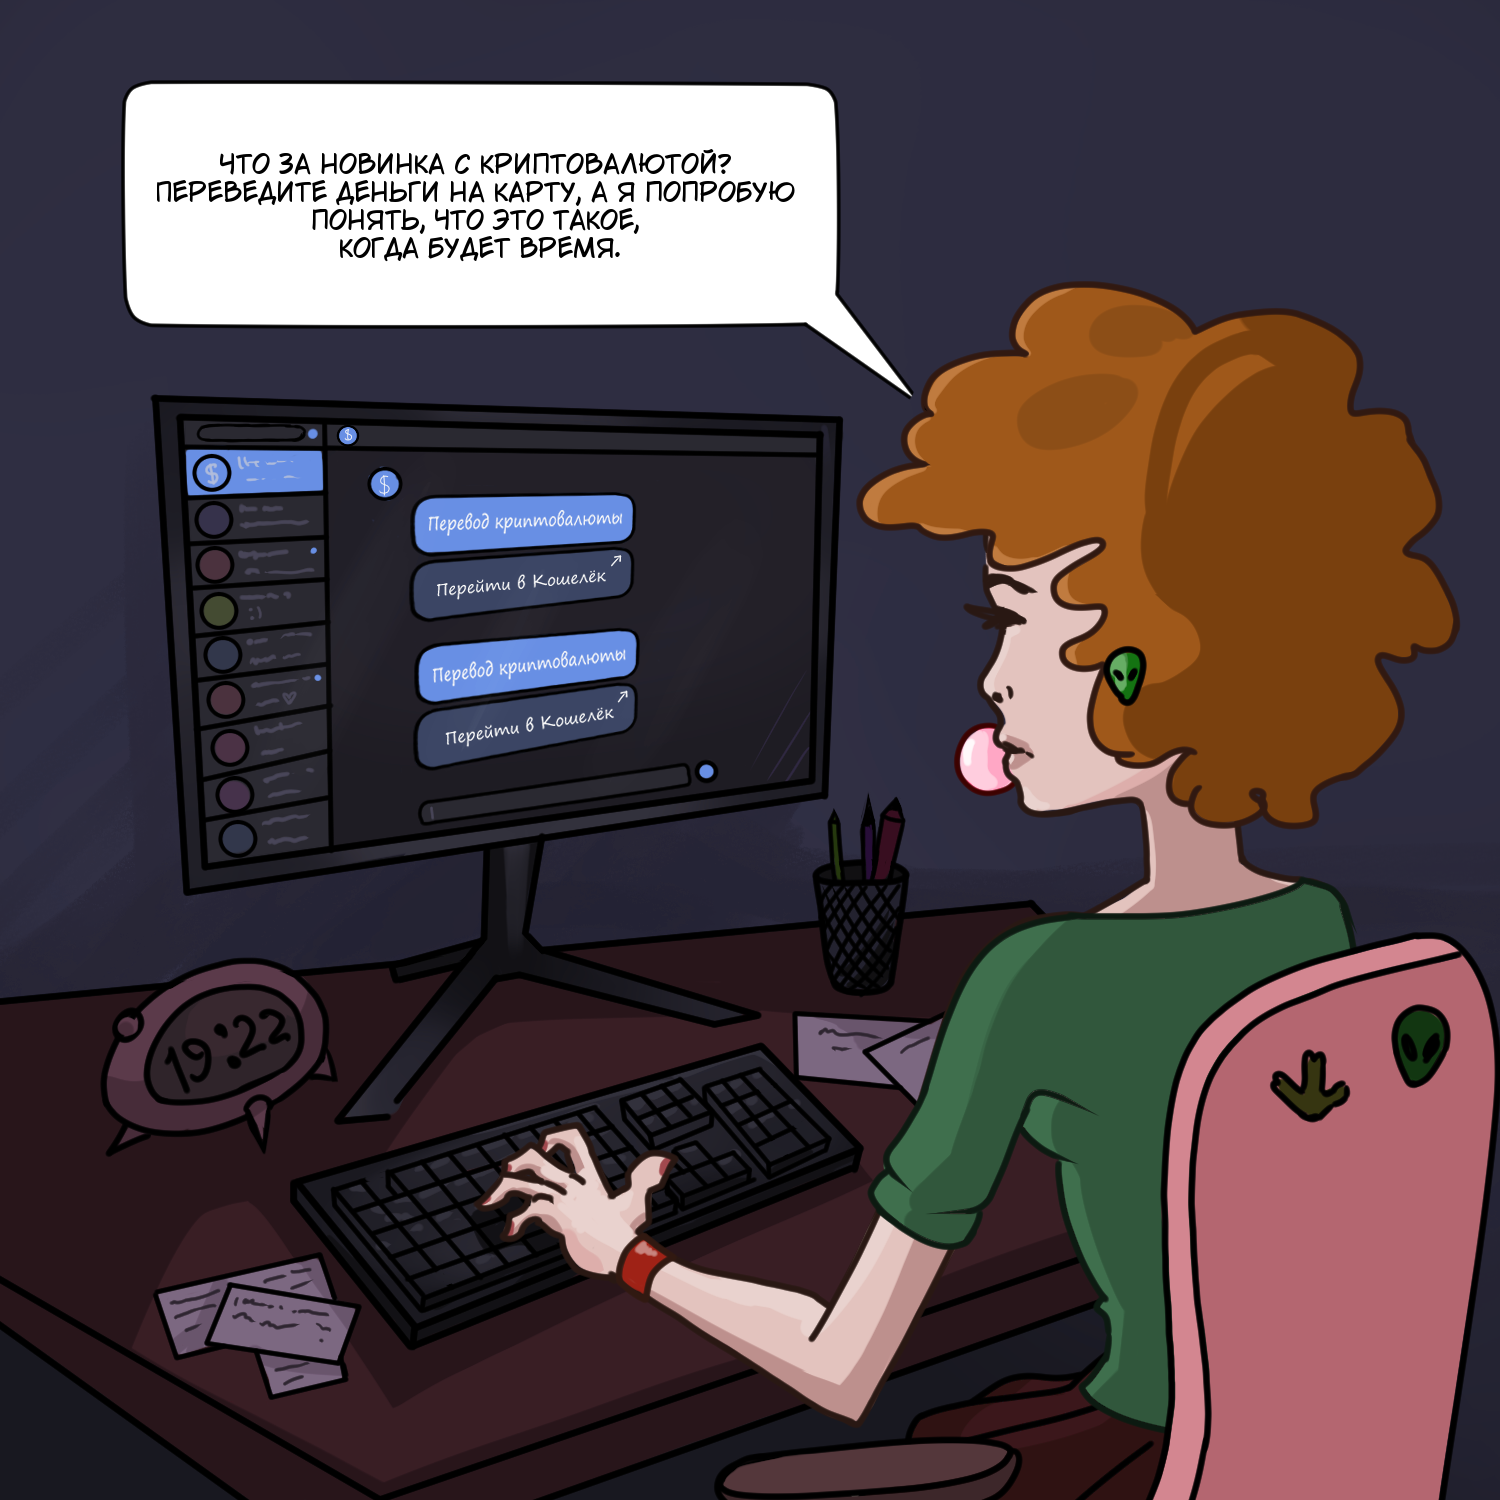 ЧТО ЗА НОВИНКА С КРИПТОВАЛЮТОЙ?
ПЕРЕВЕДИТЕ ДЕНЬГИ НА КАРТУ, А Я ПОПРОБУЮ
ПОНЯТЬ, ЧТО ЭТО ТАКОЕ,
КОГДА БУДЕТ ВРЕМЯ.
$
$
$
Перевод криптовалюты
Перейти в Кошелёк
:)
Перевод криптовалюты
Перейти в Кошелёк
19:22